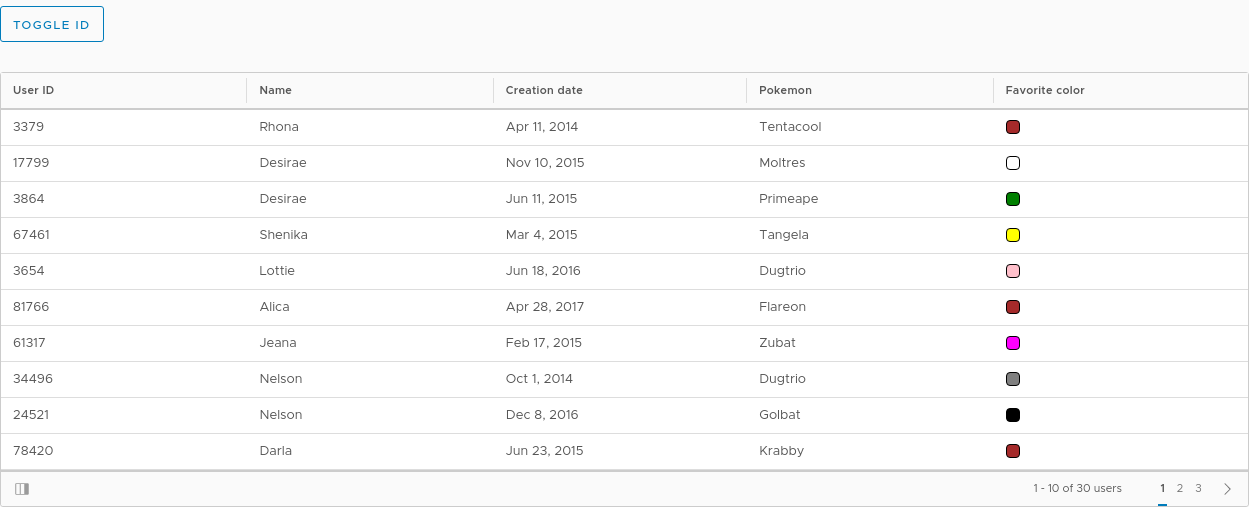 TOGGLE ID
User ID Name Creation date Pokemon Favorite color
3379 Rhona Apr 11, 2014 Tentacool
17799 Desirae Nov 10, 2015 Moltres
3864 Desirae Jun 11, 2015 Primeape
67461 Shenika Mar 4, 2015 Tangela
3654 Lottie Jun 18, 2016 Dugtrio
81766 Alica Apr 28, 2017 Flareon
61317 Jeana Feb 17, 2015 Zubat
34496 Nelson Oct 1, 2014 Dugtrio
24521 Nelson Dec 8, 2016 Golbat
78420 Darla Jun 23, 2015 Krabby
1 - 10 of 30 users 1 2 3